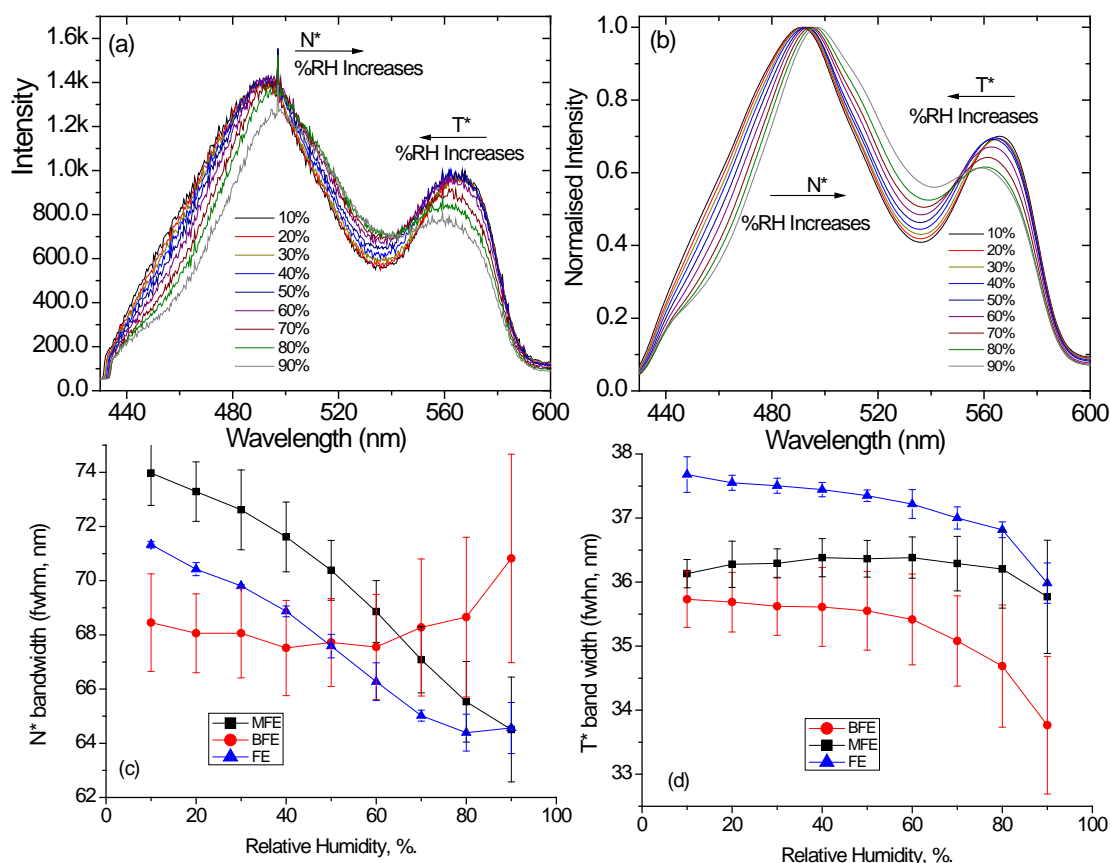 (a)
N*
%RH Increases
T*
%RH Increases
1.6k
1.4k
1.2k
1.0k
800.0
600.0
400.0
200.0
0.0
Intensity
10%
20%
30%
40%
50%
60%
70%
80%
90%
440 480 520 560 600
Wavelength (nm)
(b)
T*
%RH Increases
N*
%RH Increases
1.0
0.8
0.6
0.4
0.2
0.0
Normalised Intensity
10%
20%
30%
40%
50%
60%
70%
80%
90%
440 480 520 560 600
Wavelength (nm)
74
72
70
68
66
64
62
N* bandwidth (fwhm, nm)
MFE
BFE
FE
(c)
0 20 40 60 80 100
Relative Humidity, %.
38
37
36
35
34
33
T* band width (fwhn, nm)
BFE
MFE
FE
(d)
0 20 40 60 80 100
Relative Humidity, %.